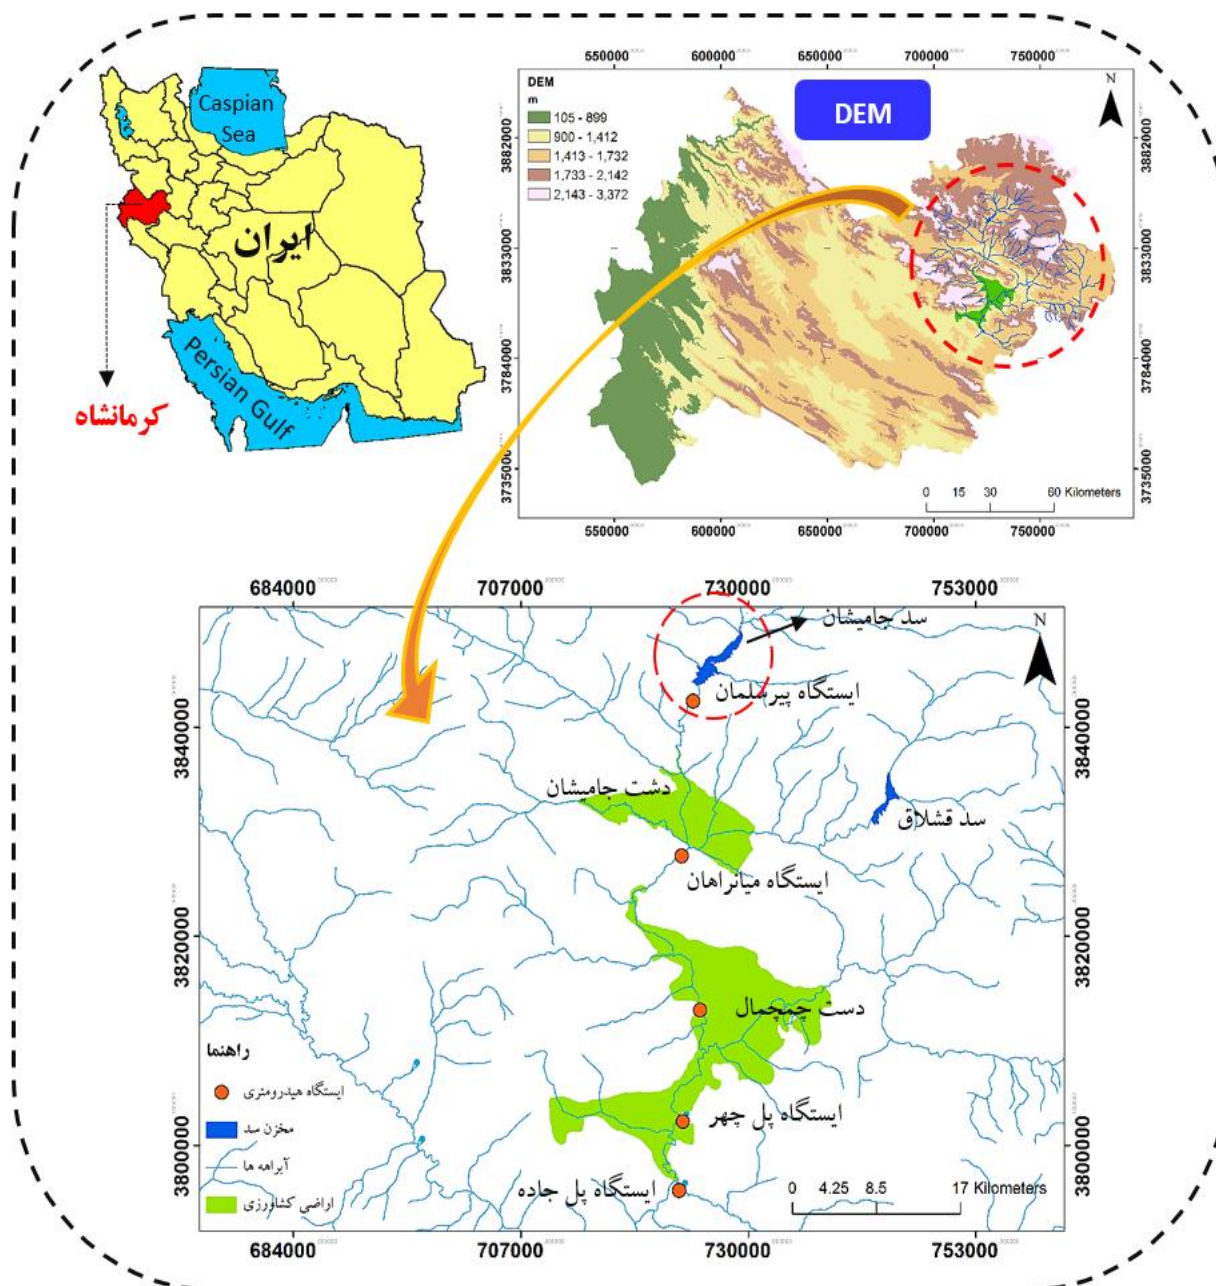 Caspian
Sea
ایران
کرمانشاه
Persian Gulf
550000 600000 650000 700000 750000
DEM
m
105 - 899
900 - 1,412
1,413 - 1,732
1,733 - 2,142
2,143 - 3,372
DEM
N
3882000
3833000
3784000
3735000
3882000
3833000
3784000
3735000
0 15 30 60 Kilometers
550000 600000 650000 700000 750000
684000 707000 730000 753000
سد جامیشان
N
ایستگاه پیرسلمان
3840000
3840000
دشت جامیشان
سد قشلاق
ایستگاه میانراهان
3820000
3820000
دست چمچمال
راهنما
ایستگاه هیدرومتری
مخزن سد
آبراهه ها
اراضی کشاورزی
ایستگاه پل چهر
3800000
3800000
ایستگاه پل جاده
0 4.25 8.5 17 Kilometers
684000 707000 730000 753000